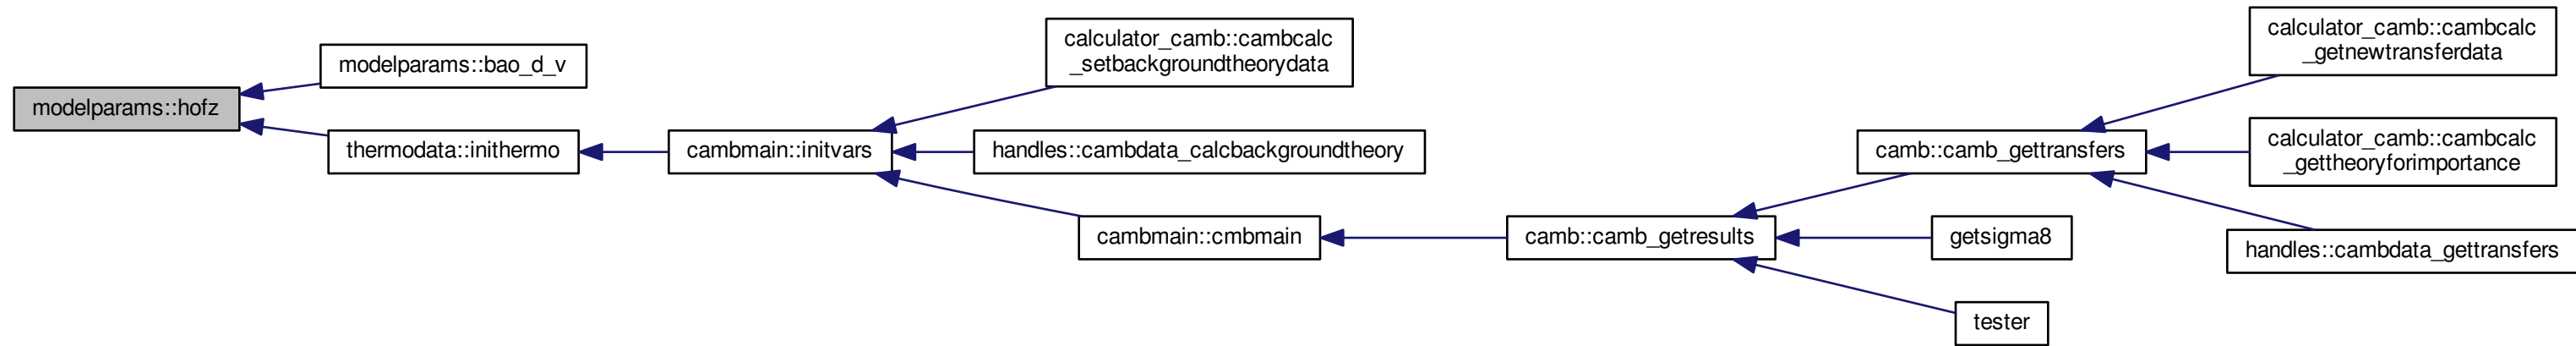 modelparams::hofz
modelparams::bao_d_v
thermodata::inithermo
cambmain::initvars
calculator_camb::cambcalc
_setbackgroundtheorydata
handles::cambdata_calcbackgroundtheory
cambmain::cmbmain
camb::camb_getresults
camb::camb_gettransfers
getsigma8
tester
calculator_camb::cambcalc
_getnewtransferdata
calculator_camb::cambcalc
_gettheoryforimportance
handles::cambdata_gettransfers